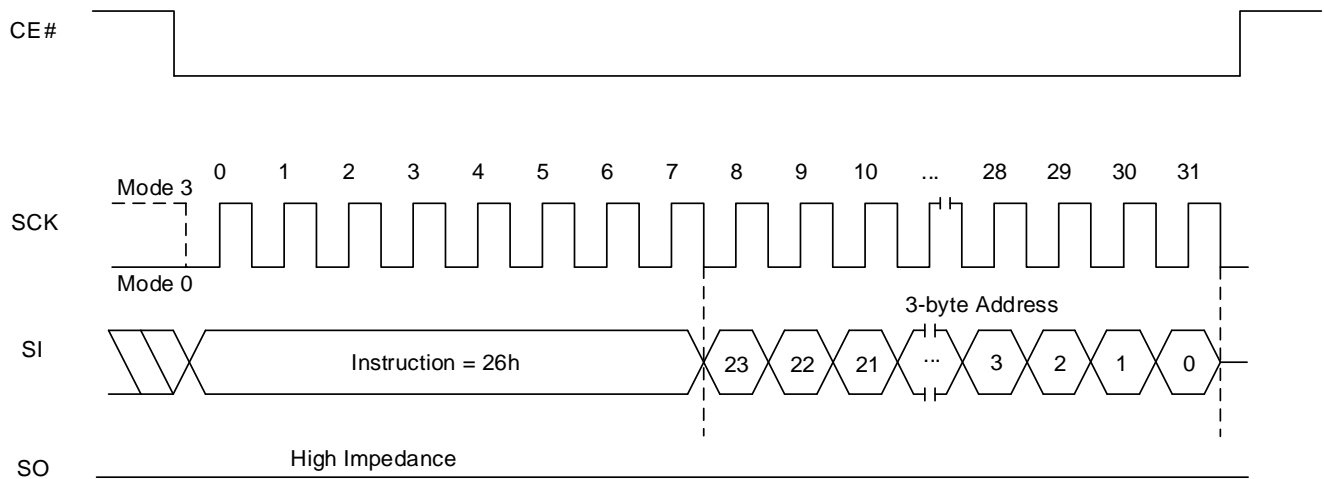 CE#
0 1 2 3 4 5 6 7 8 9 10 ... 28 29 30 31
Mode 3
SCK
Mode 0
3-byte Address
SI
Instruction = 26h 23 22 21 ... 3 2 1 0
High Impedance
SO